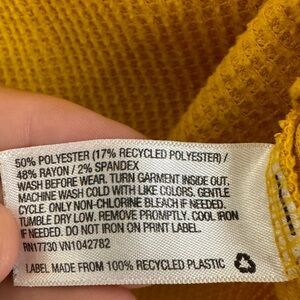 50% POLYESTER (17% RECYCLED POLYESTER) /
48% RAYON / 2% SPANDEX
WASH BEFORE WEAR. TURN GARMENT INSIDE OUT.
MACHINE WASH COLD WITH LIKE COLORS. GENTLE
CYCLE. ONLY NON-CHLORINE BLEACH IF NEEDED.
TUMBLE DRY LOW. REMOVE PROMPTLY. COOL IRON
IF NEEDED. DO NOT IRON ON PRINT LABEL.
RN17730 VN1042782
LABEL MADE FROM 100% RECYCLED PLASTIC